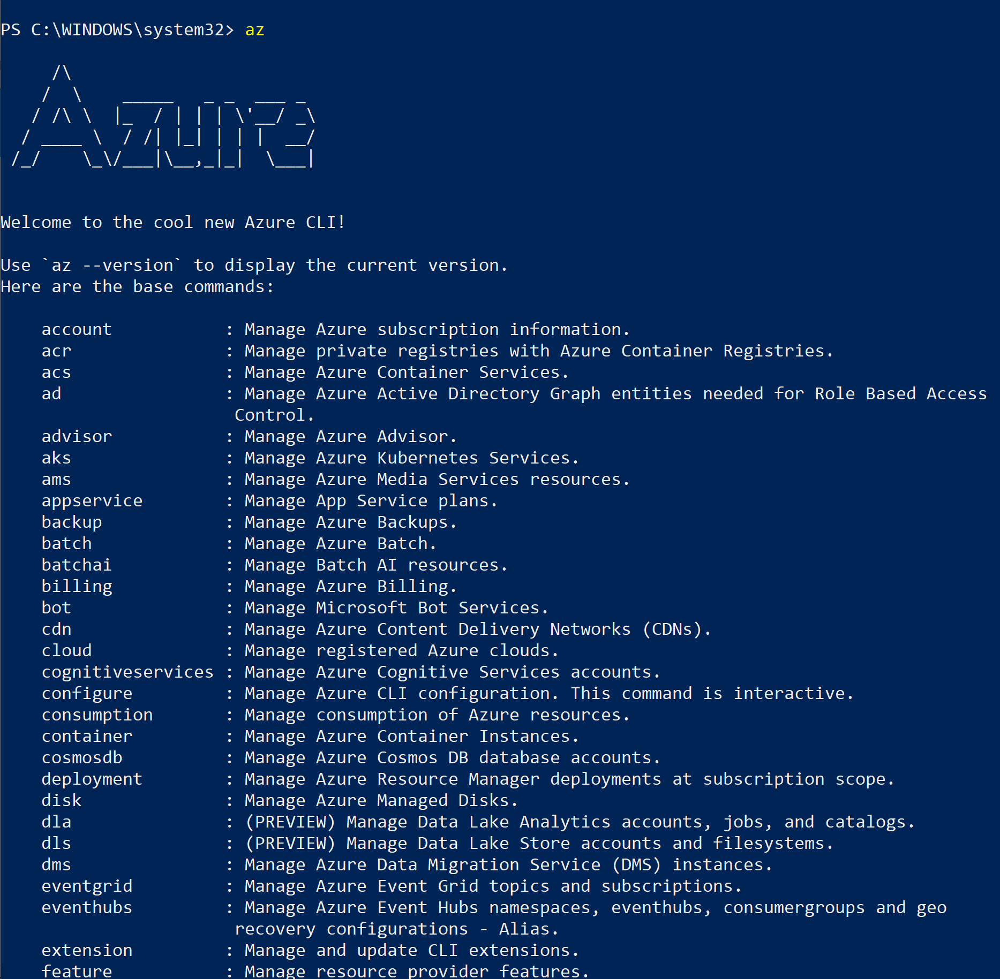 PS C:\WINDOWS\system32> az
     /\
    /  \    _____   _ _  ___ _
   / /\ \  |_  / | | | \'__/ _\
  / ____ \  / /| |_| | | |  __/
 /_/    \_\/___|\__,_|_|  \___|
Welcome to the cool new Azure CLI!
Use `az --version` to display the current version.
Here are the base commands:
    account           : Manage Azure subscription information.
    acr               : Manage private registries with Azure Container Registries.
    acs               : Manage Azure Container Services.
    ad                : Manage Azure Active Directory Graph entities needed for Role Based Access
                       Control.
    advisor           : Manage Azure Advisor.
    aks               : Manage Azure Kubernetes Services.
    ams               : Manage Azure Media Services resources.
    appservice        : Manage App Service plans.
    backup            : Manage Azure Backups.
    batch             : Manage Azure Batch.
    batchai           : Manage Batch AI resources.
    billing           : Manage Azure Billing.
    bot               : Manage Microsoft Bot Services.
    cdn               : Manage Azure Content Delivery Networks (CDNs).
    cloud             : Manage registered Azure clouds.
    cognitiveservices : Manage Azure Cognitive Services accounts.
    configure         : Manage Azure CLI configuration. This command is interactive.
    consumption       : Manage consumption of Azure resources.
    container         : Manage Azure Container Instances.
    cosmosdb          : Manage Azure Cosmos DB database accounts.
    deployment        : Manage Azure Resource Manager deployments at subscription scope.
    disk              : Manage Azure Managed Disks.
    dla               : (PREVIEW) Manage Data Lake Analytics accounts, jobs, and catalogs.
    dls               : (PREVIEW) Manage Data Lake Store accounts and filesystems.
    dms               : Manage Azure Data Migration Service (DMS) instances.
    eventgrid         : Manage Azure Event Grid topics and subscriptions.
    eventhubs         : Manage Azure Event Hubs namespaces, eventhubs, consumergroups and geo
                       recovery configurations - Alias.
    extension         : Manage and update CLI extensions.
    feature           : Manage resource provider features.